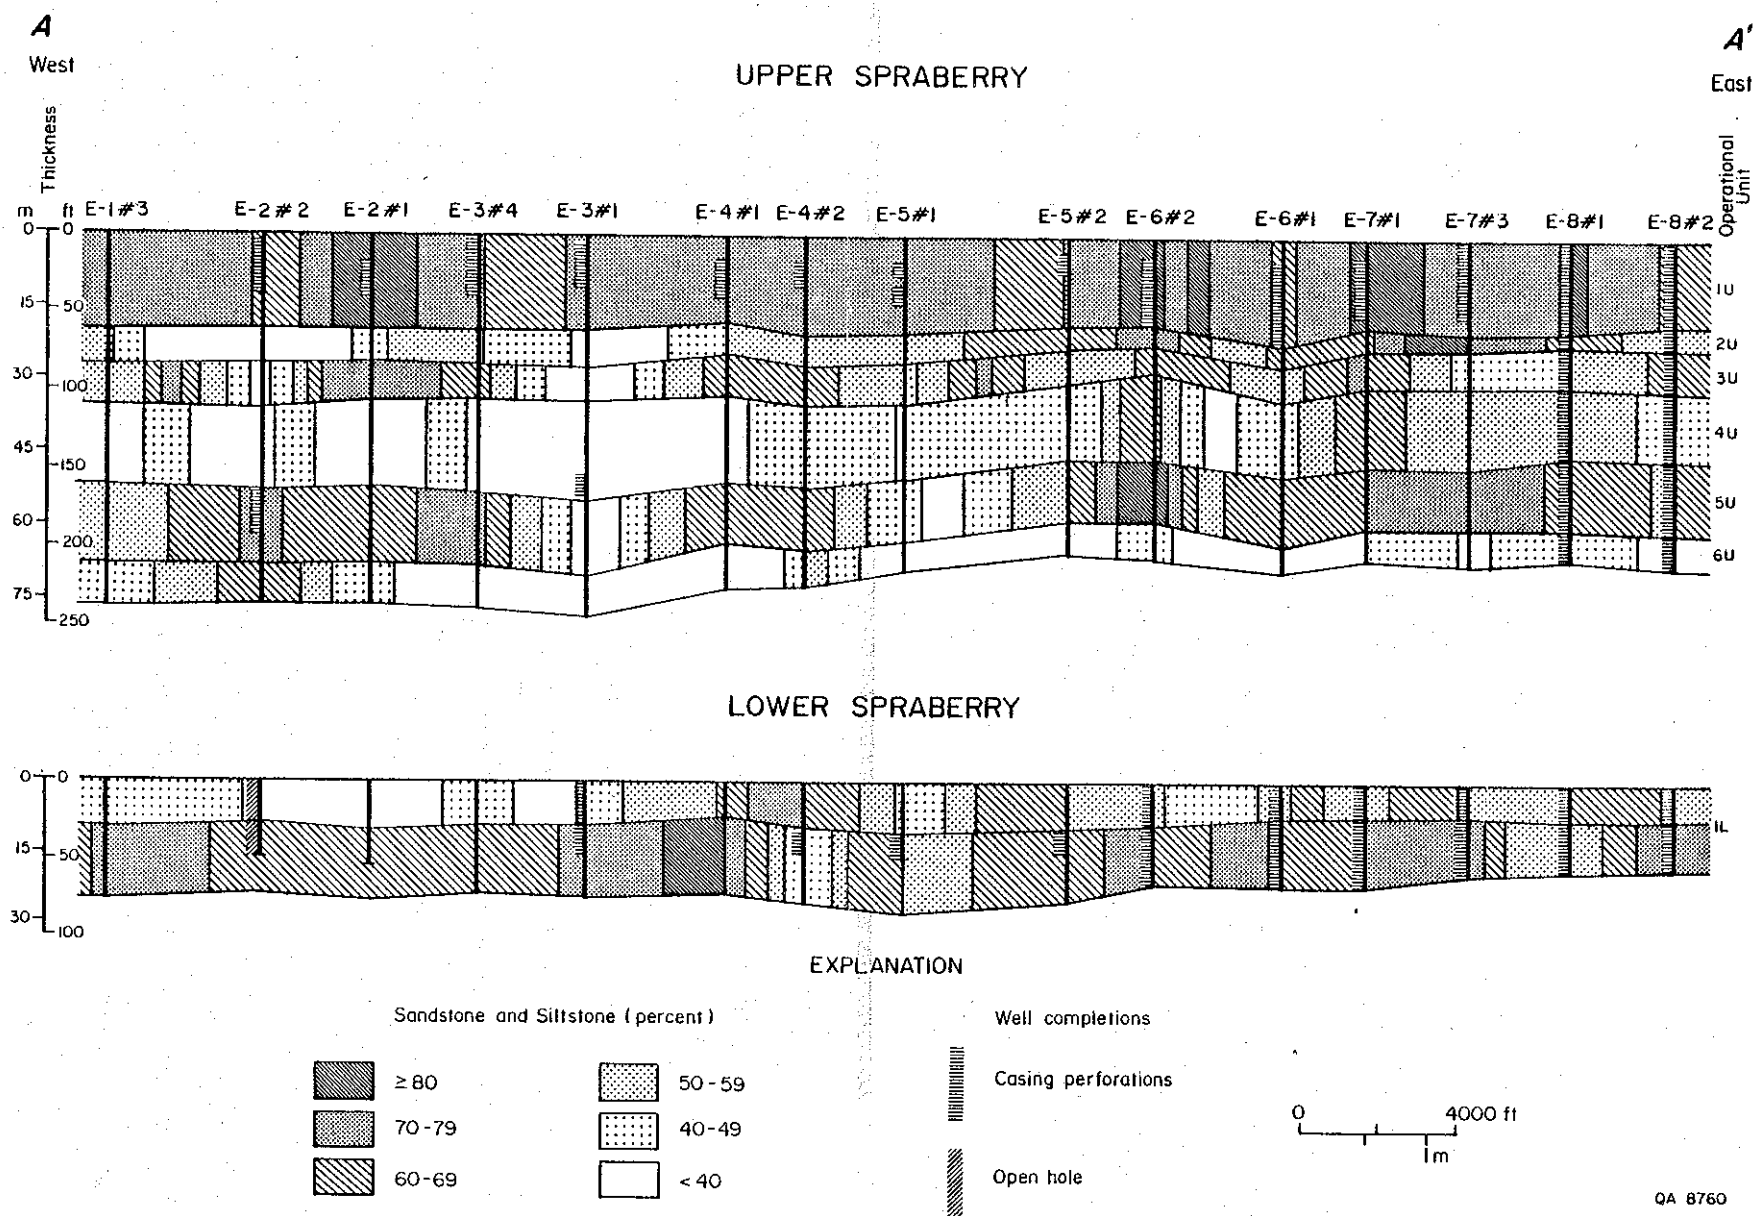 A
A'
West
East
UPPER SPRABERRY
Thickness
Operational
Unit
m ft E-1#3 E-2#2 E-2#1 E-3#4 E-3#1 E-4#1 E-4#2 E-5#1 E-5#2 E-6#2 E-6#1 E-7#1 E-7#3 E-8#1 E-8#2
0 0
15 50
1U
2U
30 100
3U
4U
45 150
5U
60 200
6U
75
250
LOWER SPRABERRY
0 0
15 50
1L
30
100
EXPLANATION
Sandstone and Siltstone (percent)
Well completions
≥80
50-59
Casing perforations
70-79
40-49
0 4000 ft
1m
60-69
<40
Open hole
QA 8760